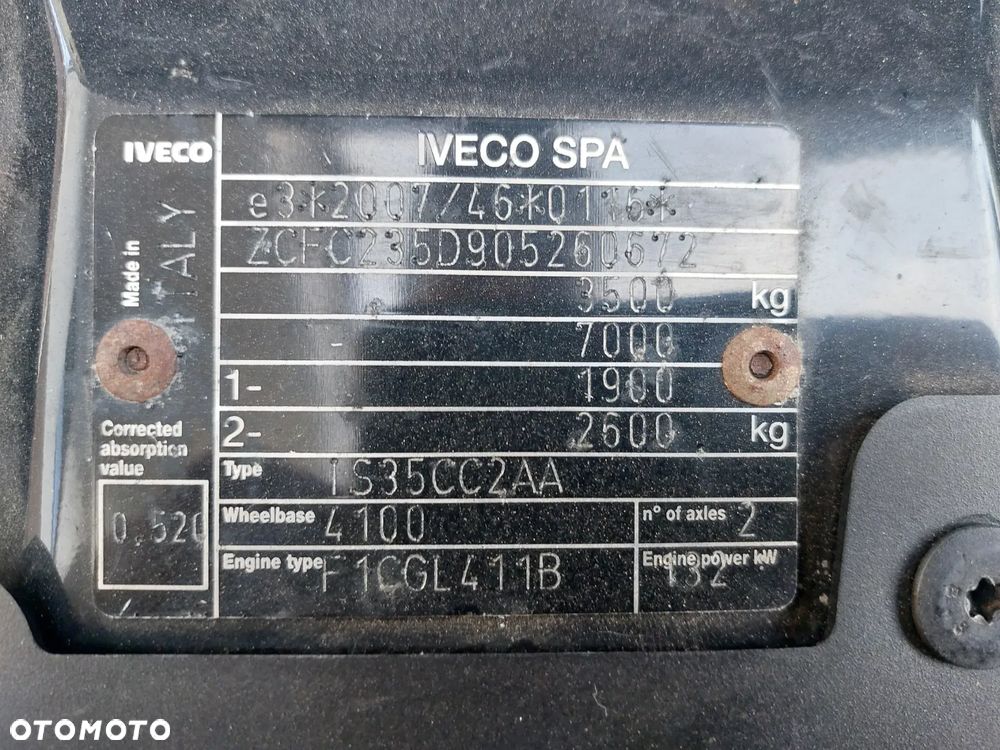 IVECO
IVECO SPA
e3*2007/46*0116*
ZCFC235D905260672
Made in
ITALY
3500 kg
- 7000
1- 1900
2- 2600 kg
Corrected
absorption
value
0,520
Type IS35CC2AA
Wheelbase 4100
n° of axles 2
Engine type F1CGL411B
Engine power kW
132
OTOMOTO